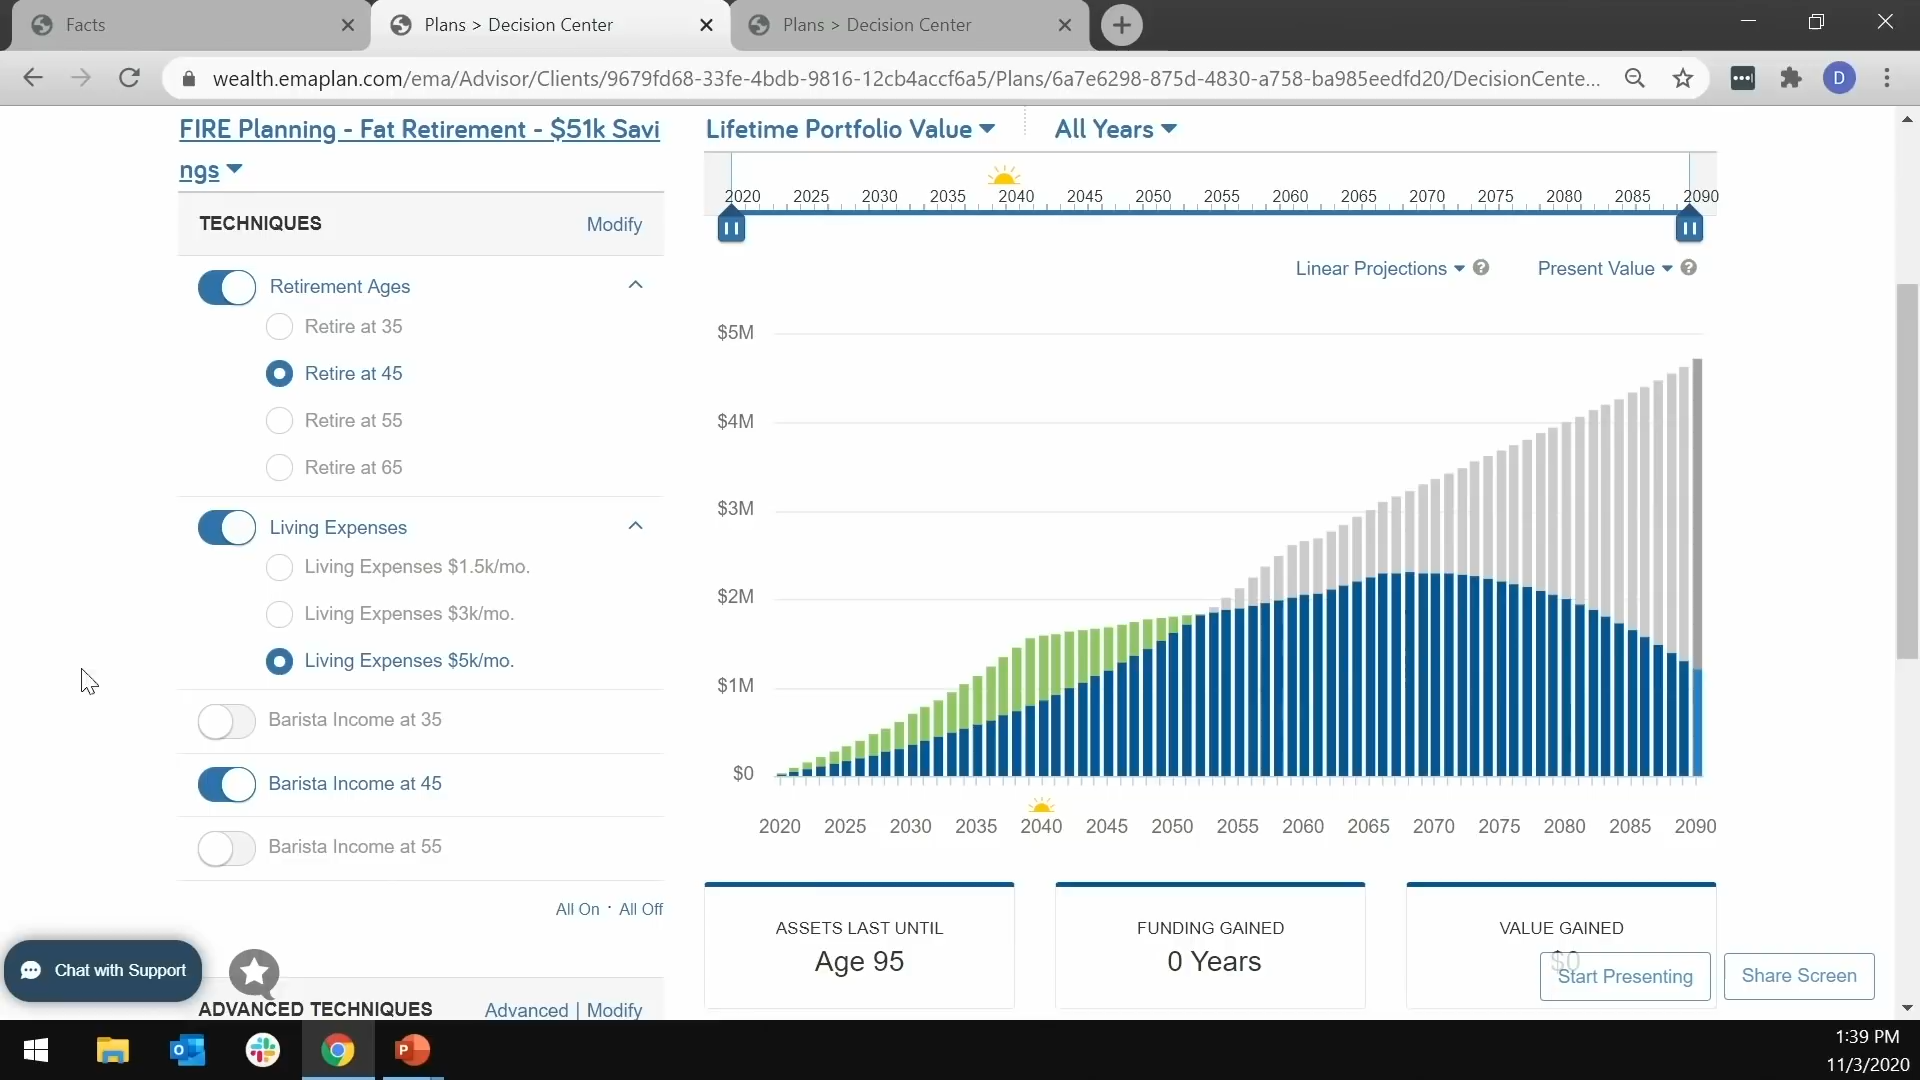 Facts
Plans > Decision Center
Plans > Decision Center
wealth.emaplan.com/ema/Advisor/Clients/9679fd68-33fe-4bdb-9816-12cb4accf6a5/Plans/6a7e6298-875d-4830-a758-ba985eedfd20/DecisionCente...
D
FIRE Planning - Fat Retirement - $51k Savi
ngs
TECHNIQUES Modify
Retirement Ages
Retire at 35
Retire at 45
Retire at 55
Retire at 65
Living Expenses
Living Expenses $1.5k/mo.
Living Expenses $3k/mo.
Living Expenses $5k/mo.
Barista Income at 35
Barista Income at 45
Barista Income at 55
All On · All Off
ADVANCED TECHNIQUES Advanced | Modify
Chat with Support
Lifetime Portfolio Value All Years
2020 2025 2030 2035 2040 2045 2050 2055 2060 2065 2070 2075 2080 2085 2090
Linear Projections ? Present Value ?
$5M
$4M
$3M
$2M
$1M
$0
2020 2025 2030 2035 2040 2045 2050 2055 2060 2065 2070 2075 2080 2085 2090
ASSETS LAST UNTIL
Age 95
FUNDING GAINED
0 Years
VALUE GAINED
$0
Start Presenting
Share Screen
1:39 PM
11/3/2020